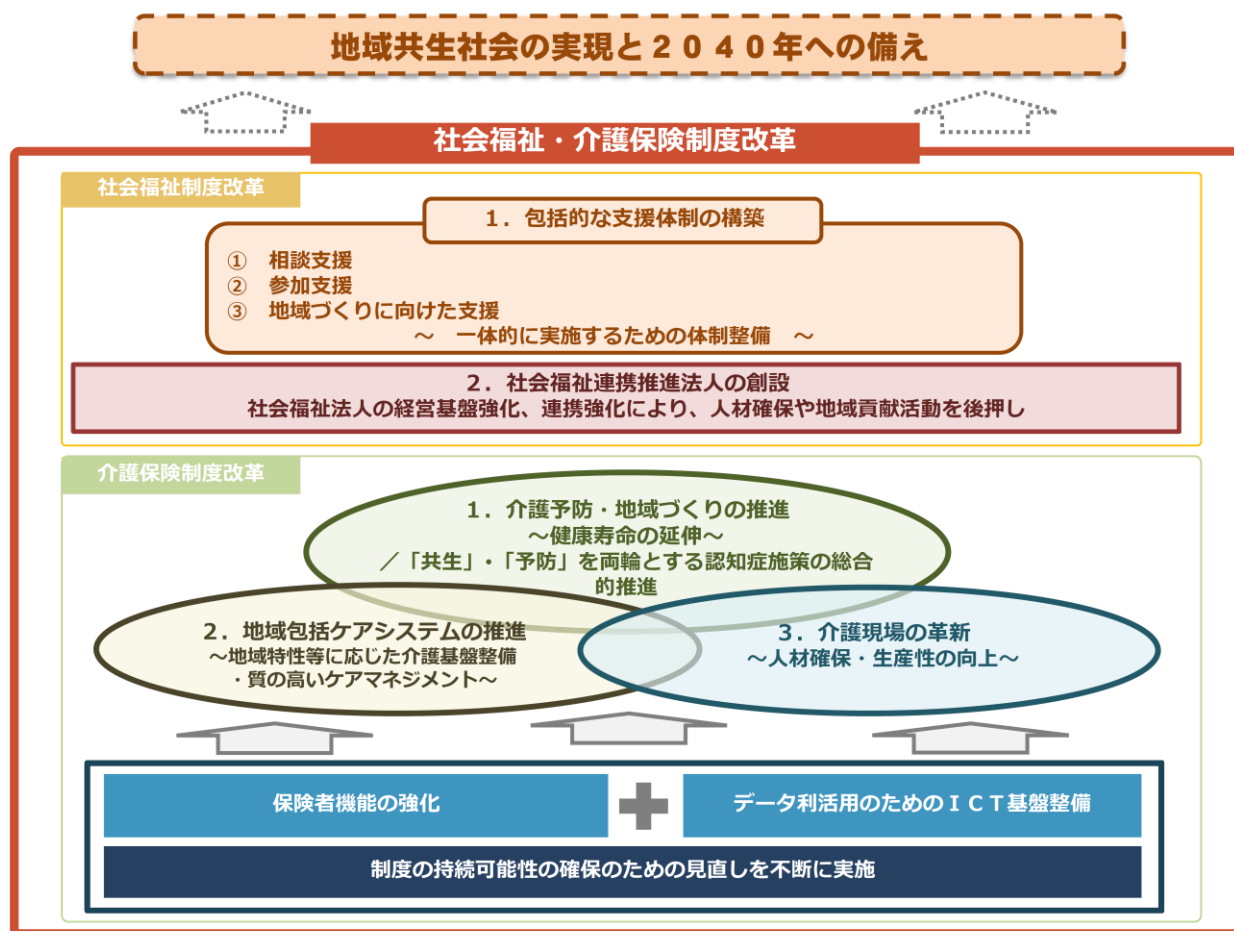 地域共生社会の実現と２０４０年への備え
社会福祉・介護保険制度改革
社会福祉制度改革
１．包括的な支援体制の構築
①　相談支援
②　参加支援
③　地域づくりに向けた支援
～　一体的に実施するための体制整備　～
２．社会福祉連携推進法人の創設
社会福祉法人の経営基盤強化、連携強化により、人材確保や地域貢献活動を後押し
介護保険制度改革
１．介護予防・地域づくりの推進
～健康寿命の延伸～
／「共生」・「予防」を両輪とする認知症施策の総合
的推進
２．地域包括ケアシステムの推進
～地域特性等に応じた介護基盤整備
・質の高いケアマネジメント～
３．介護現場の革新
～人材確保・生産性の向上～
保険者機能の強化
データ利活用のためのＩＣＴ基盤整備
制度の持続可能性の確保のための見直しを不断に実施